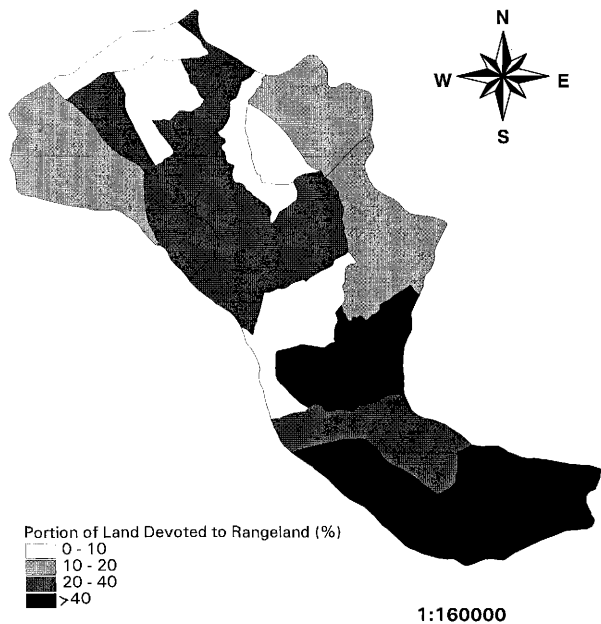 N
W E
S
Portion of Land Devoted to Rangeland (%)
0 - 10
10 - 20
20 - 40
>40
1:160000